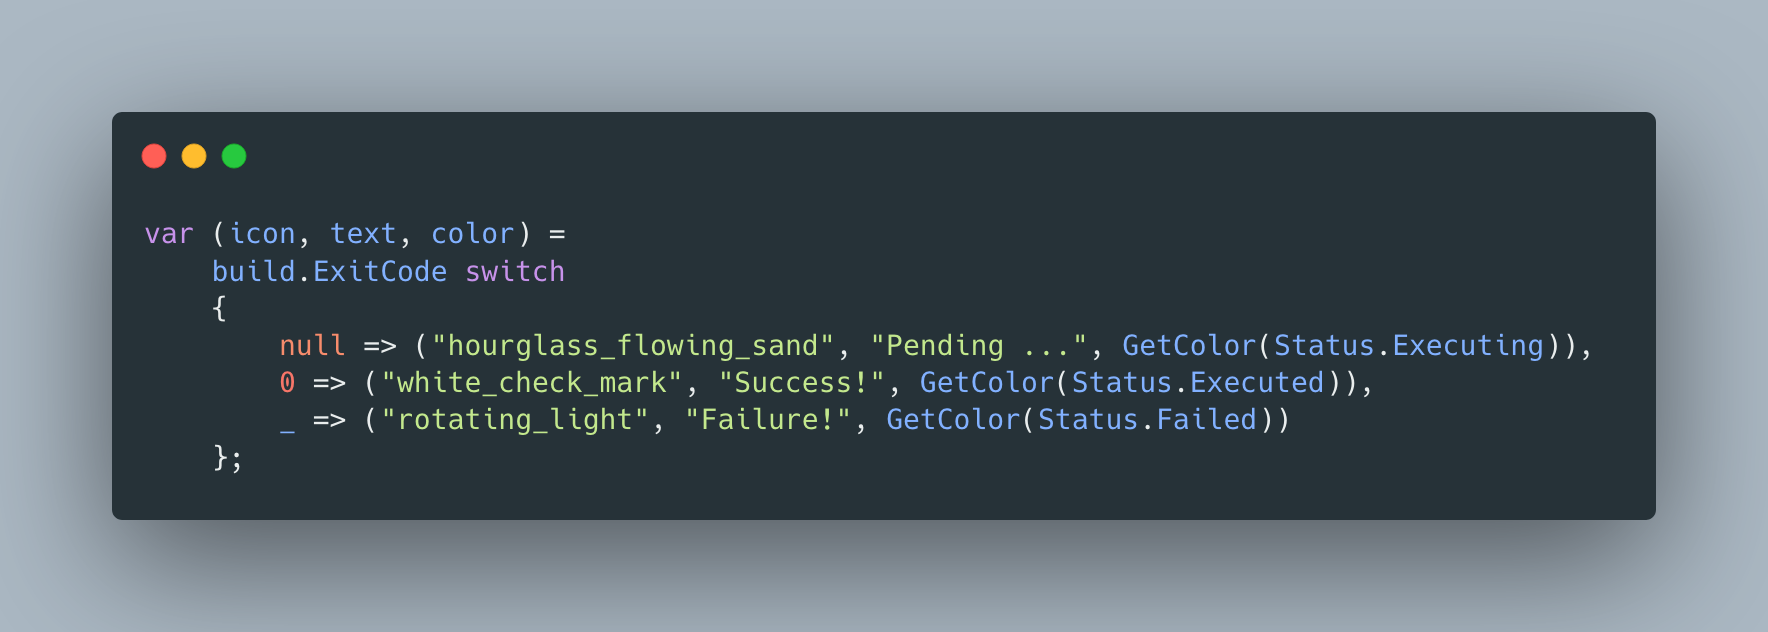 var (icon, text, color) =
    build.ExitCode switch
    {
        null => ("hourglass_flowing_sand", "Pending ...", GetColor(Status.Executing)),
        0 => ("white_check_mark", "Success!", GetColor(Status.Executed)),
        _ => ("rotating_light", "Failure!", GetColor(Status.Failed))
    };